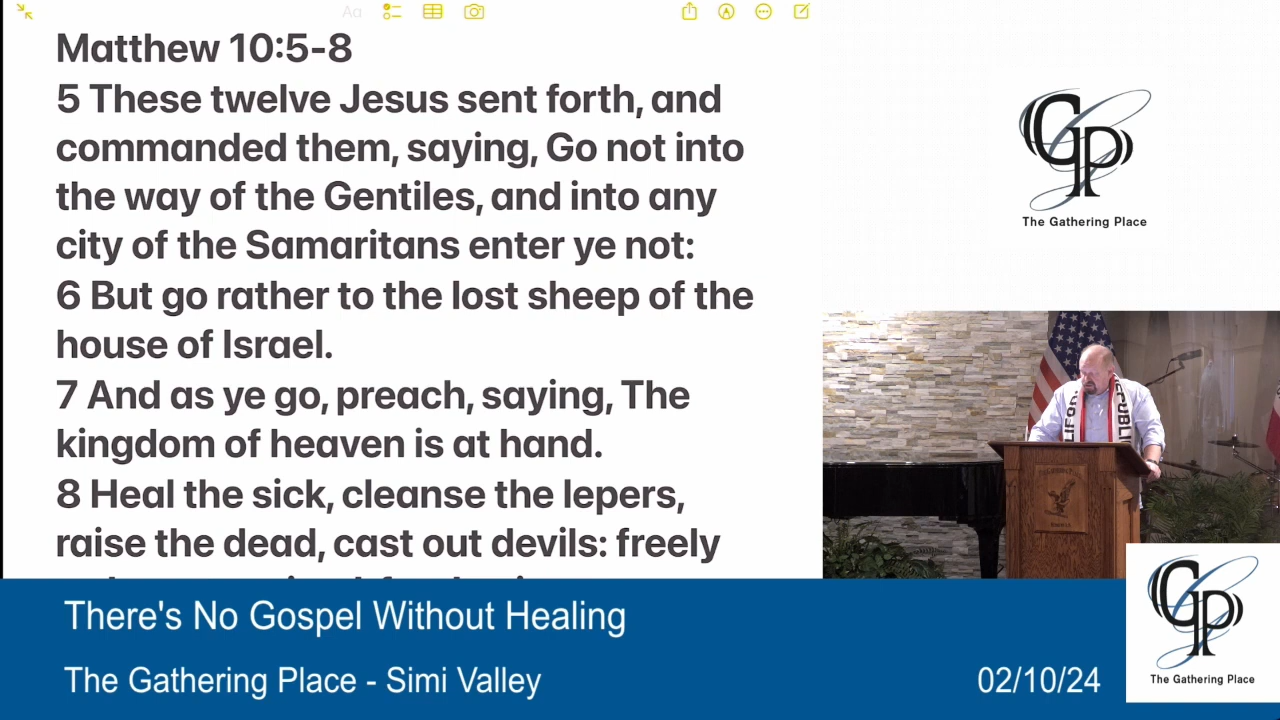 Aa
Matthew 10:5-8
5 These twelve Jesus sent forth, and
commanded them, saying, Go not into
the way of the Gentiles, and into any
city of the Samaritans enter ye not:
6 But go rather to the lost sheep of the
house of Israel.
7 And as ye go, preach, saying, The
kingdom of heaven is at hand.
8 Heal the sick, cleanse the lepers,
raise the dead, cast out devils: freely
GP
The Gathering Place
There's No Gospel Without Healing
The Gathering Place - Simi Valley
02/10/24
GP
The Gathering Place